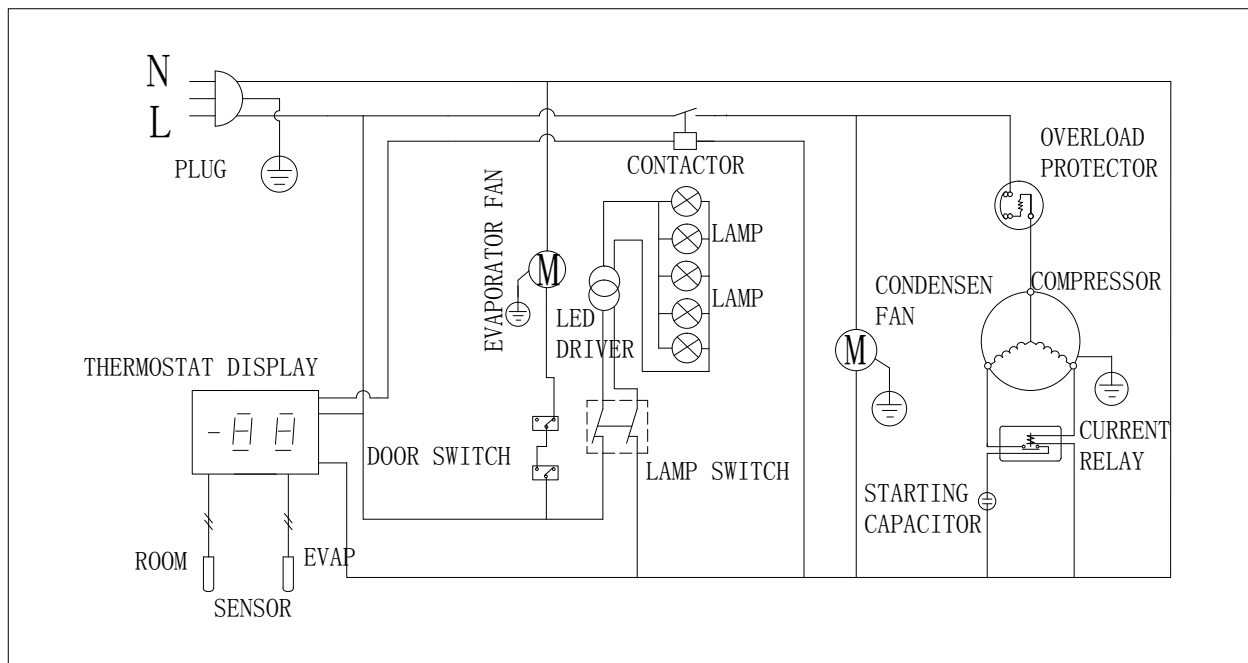 N
L
PLUG
CONTACTOR
OVERLOAD
PROTECTOR
EVAPORATOR FAN
M
LAMP
LAMP
LED
DRIVER
CONDENSEN
FAN
M
COMPRESSOR
THERMOSTAT DISPLAY
-88
DOOR SWITCH
LAMP SWITCH
CURRENT
RELAY
STARTING
CAPACITOR
ROOM
EVAP
SENSOR